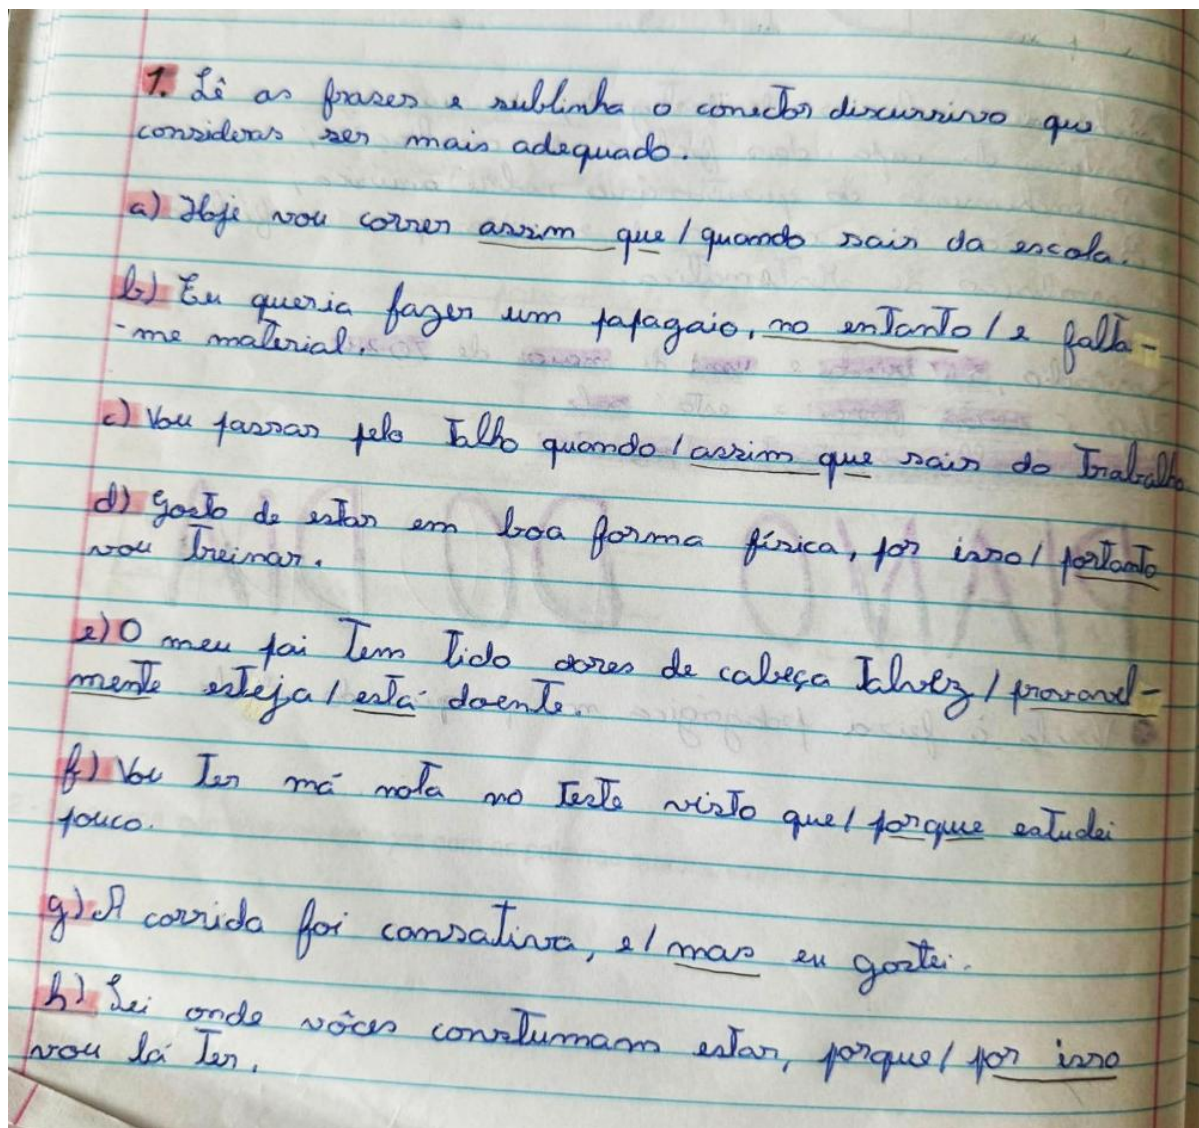 1. Lê as frases e sublinha o conector discursivo que
consideras ser mais adequado.
a) Hoje vou correr assim que / quando sair da escola.
b) Eu queria fazer um papagaio, no entanto / e falta-
-me material.
c) Vou passar pelo talho quando / assim que sair do trabalho
d) Gosto de estar em boa forma física, por isso / portanto
vou treinar.
e) O meu pai tem tido dores de cabeça talvez / provavel-
mente esteja / está doente.
f) Vou ter má nota no teste visto que / porque estudei
pouco.
g) A corrida foi cansativa, e / mas eu gostei.
h) Sei onde vôces constumam estar, porque / por isso
vou lá ter.